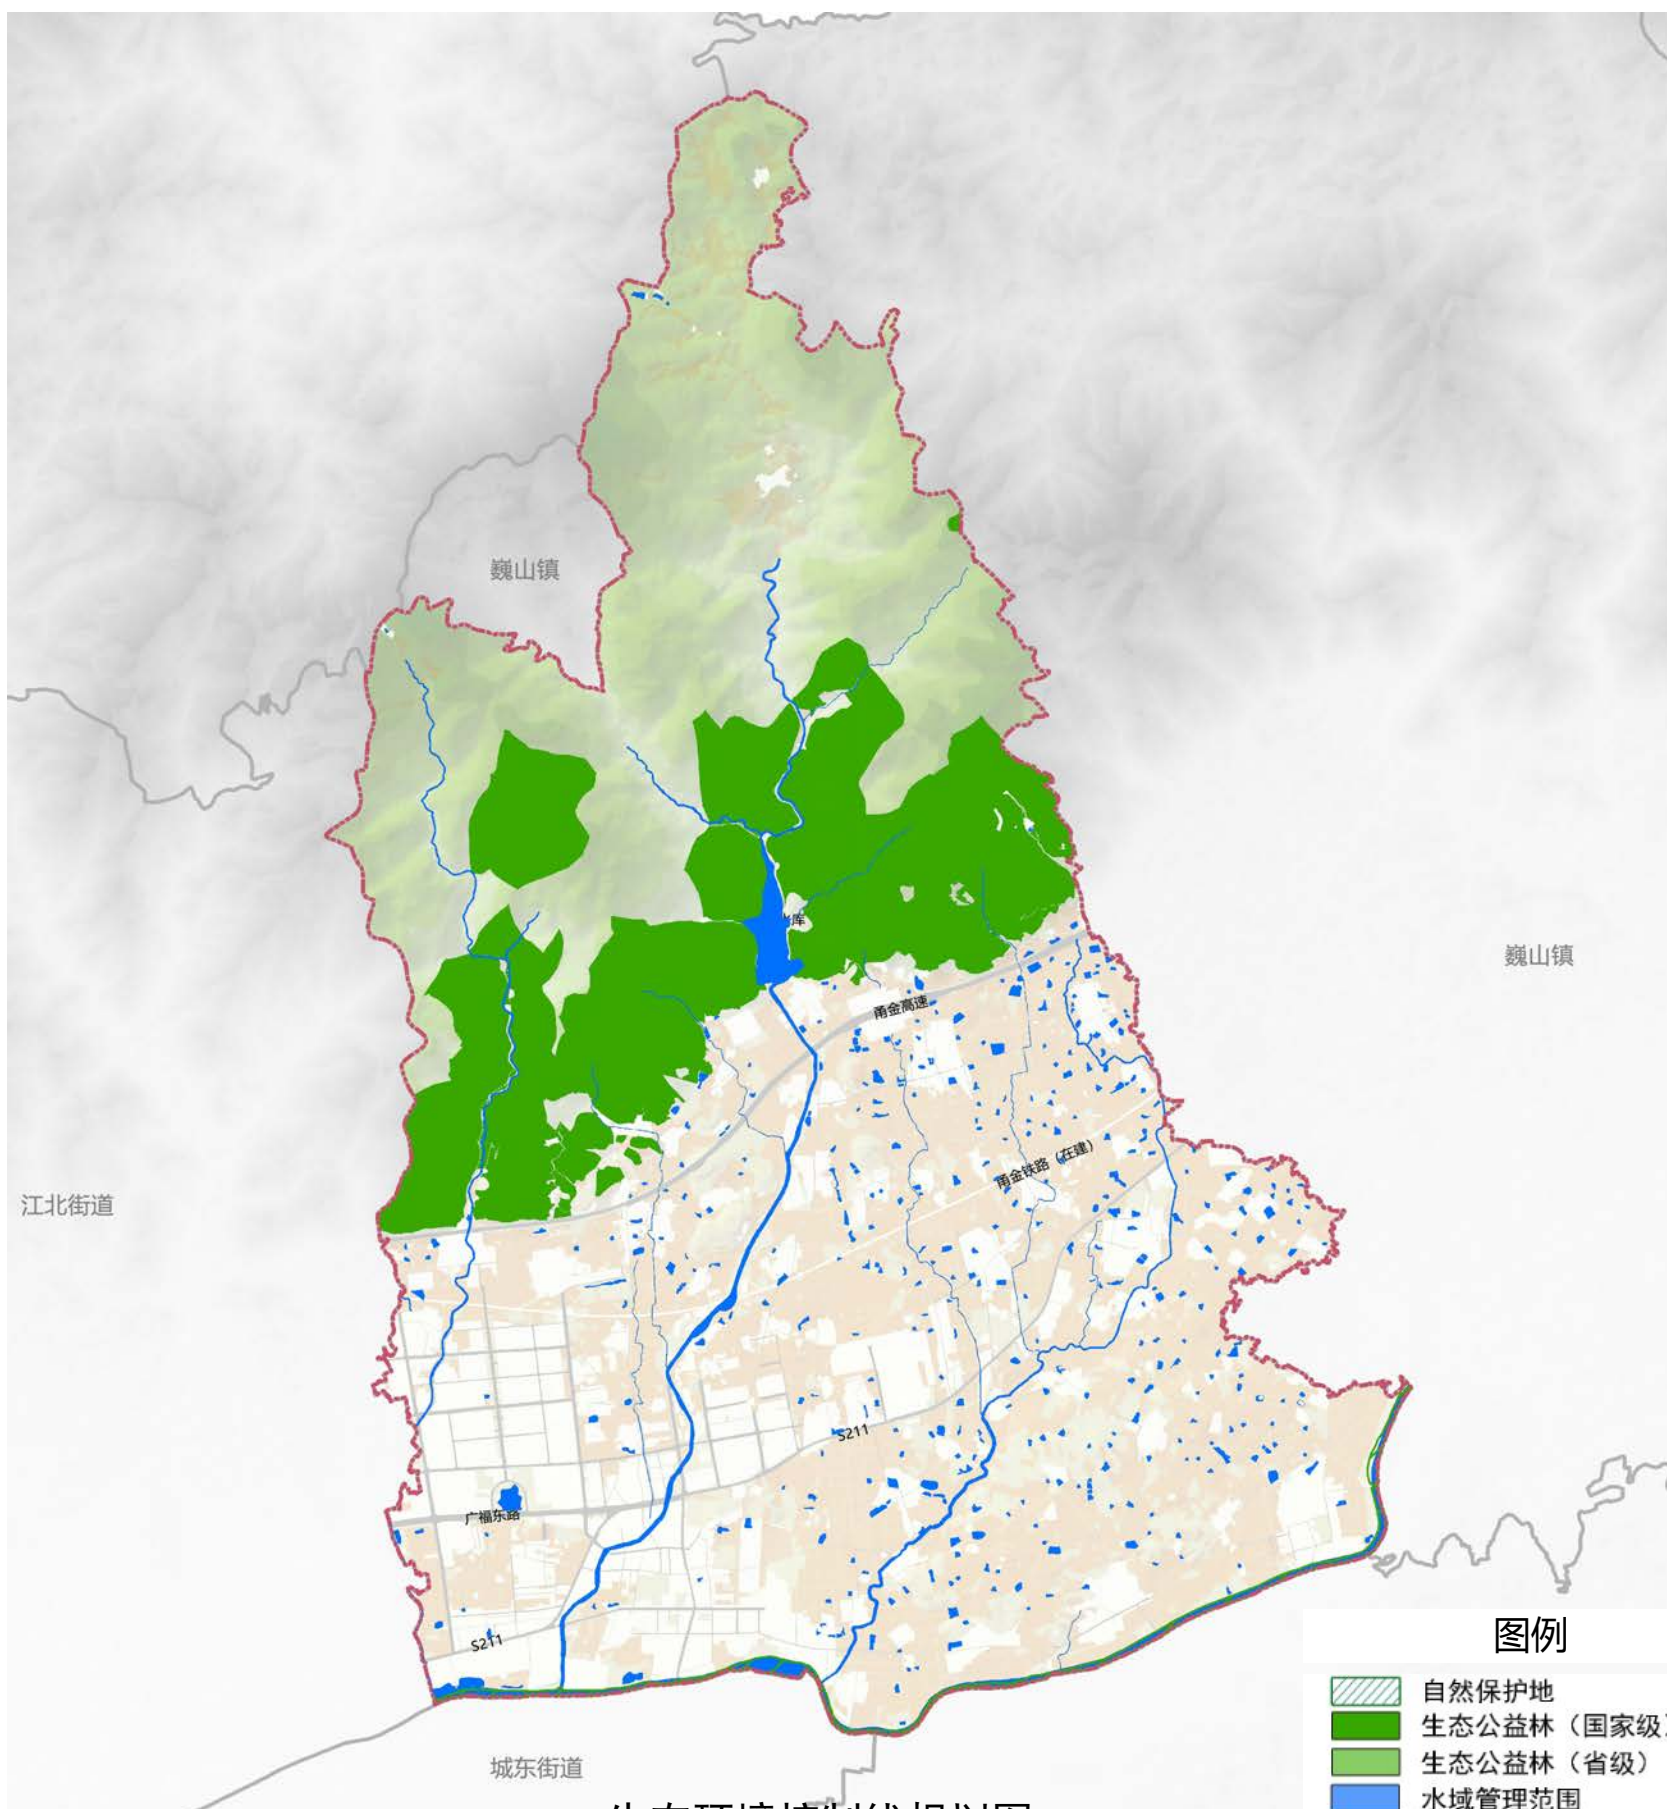 巍山镇
库
巍山镇
甬金高速
甬金铁路（在建）
江北街道
S211
广福东路
S211
图例
自然保护地
生态公益林（国家级）
生态公益林（省级）
水域管理范围
城东街道